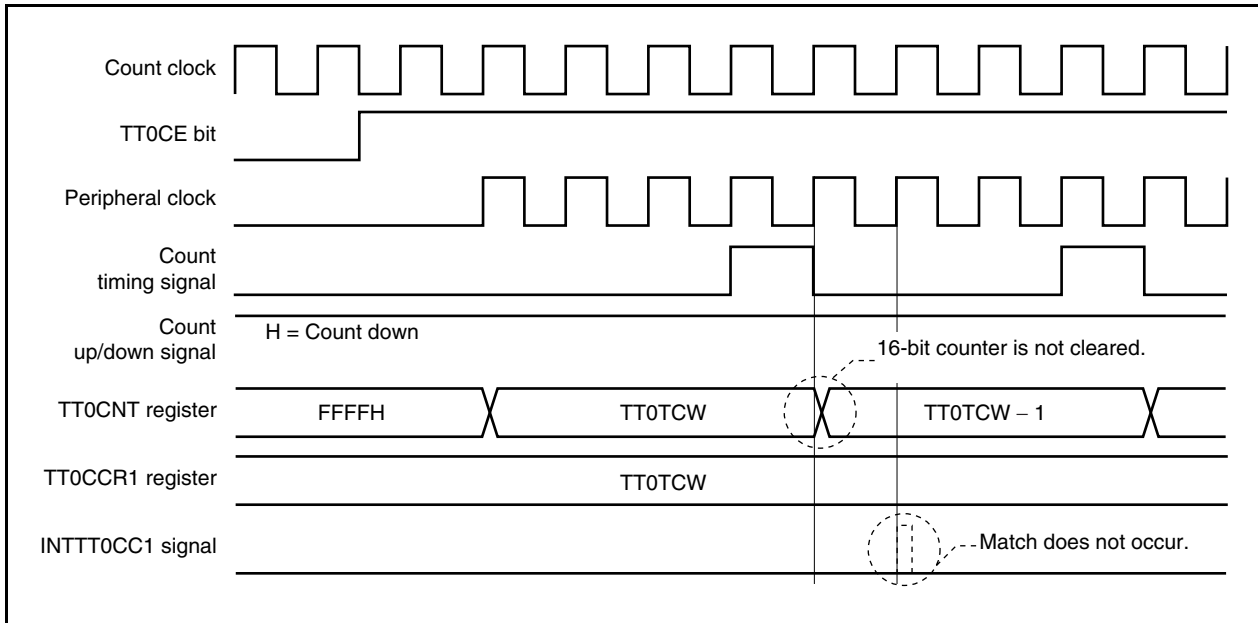 Count clock
TT0CE bit
Peripheral clock
Count
timing signal
Count
up/down signal
H = Count down
16-bit counter is not cleared.
TT0CNT register
FFFFH
TT0TCW
TT0TCW − 1
TT0CCR1 register
TT0TCW
INTTT0CC1 signal
Match does not occur.